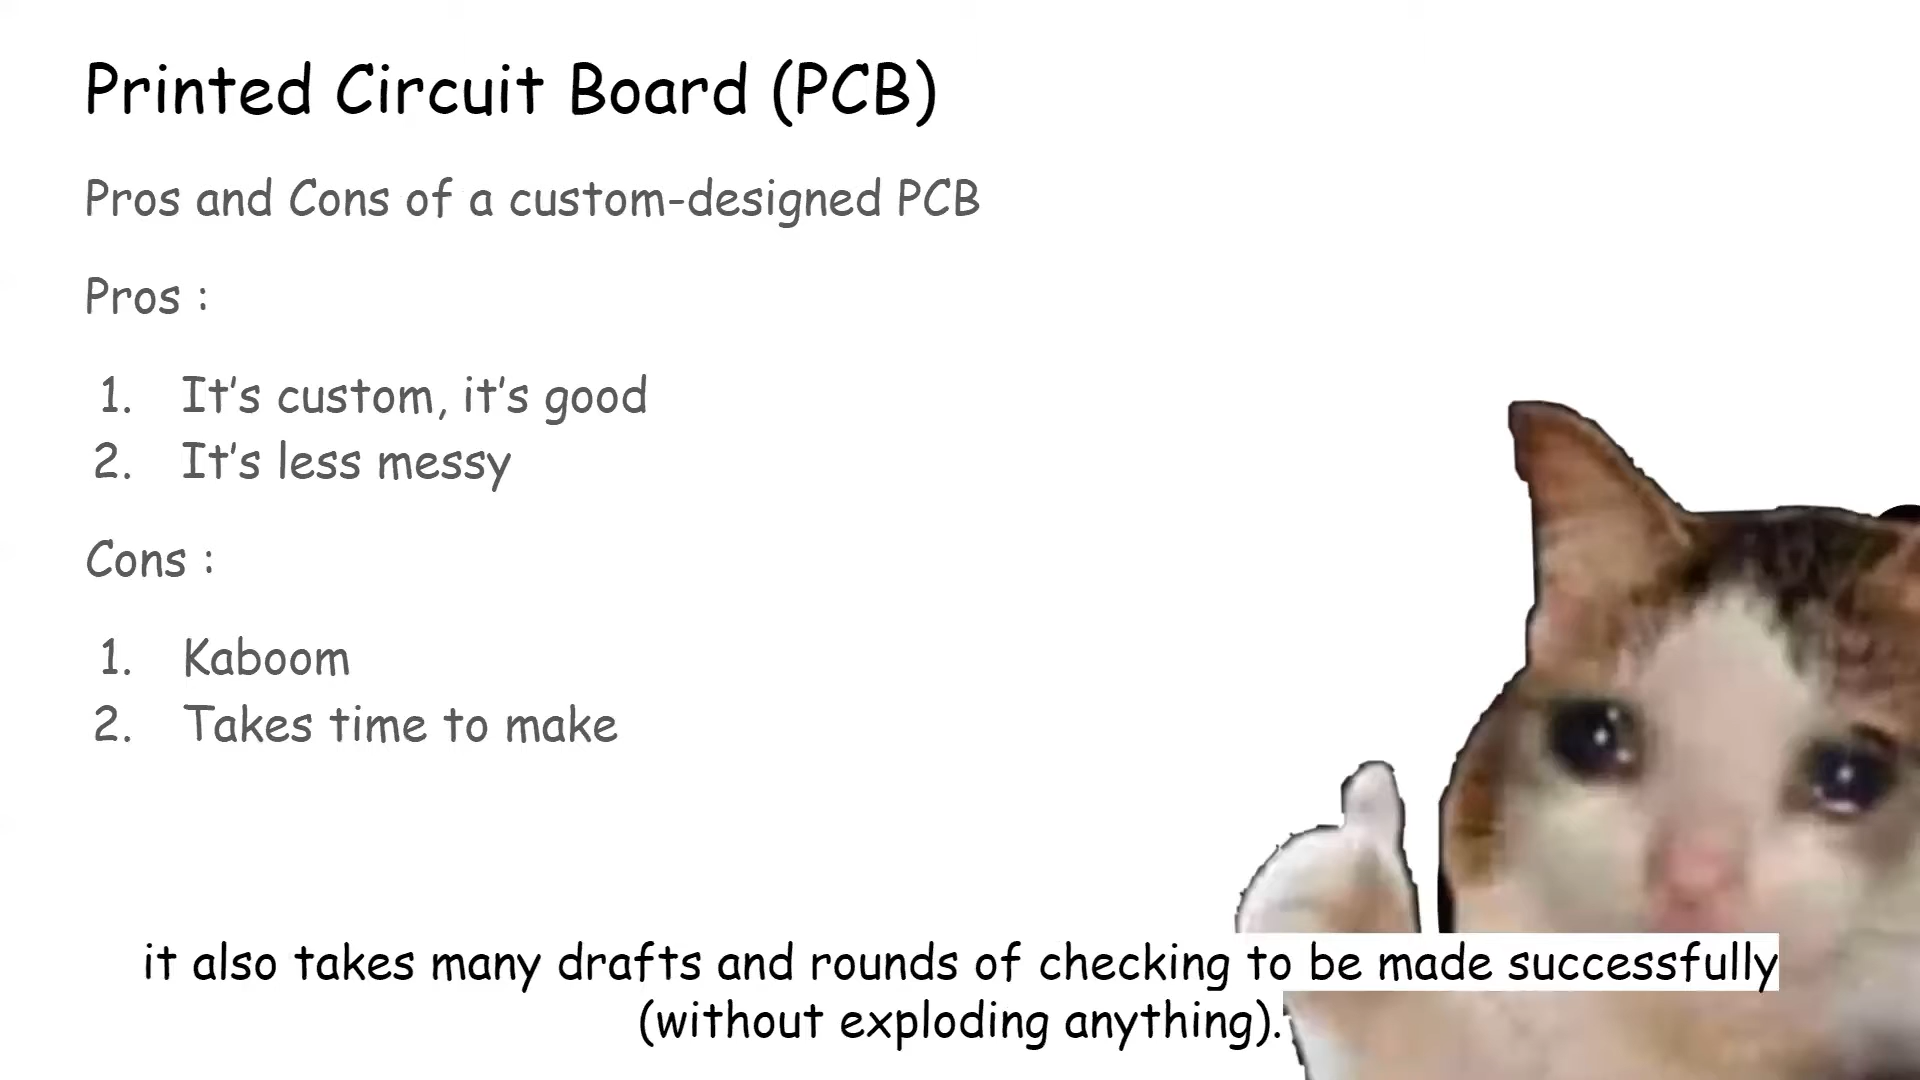 Printed Circuit Board (PCB)
Pros and Cons of a custom-designed PCB
Pros :
1. It's custom, it's good
2. It's less messy
Cons :
1. Kaboom
2. Takes time to make
it also takes many drafts and rounds of checking to be made successfully
(without exploding anything).